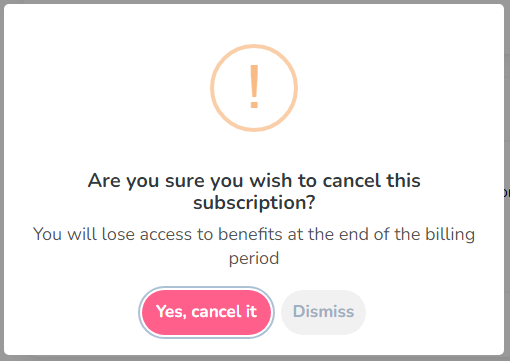 Are you sure you wish to cancel this
subscription?
You will lose access to benefits at the end of the billing
period
Yes, cancel it
Dismiss